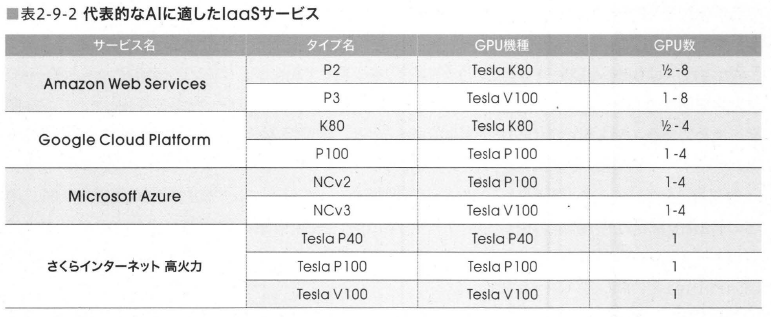 ■表2-9-2 代表的なAIに適したIaaSサービス
サービス名 タイプ名 GPU機種 GPU数
Amazon Web Services
P2 Tesla K80 ½-8
P3 Tesla V100 1-8
Google Cloud Platform
K80 Tesla K80 ½-4
P100 Tesla P100 1-4
Microsoft Azure
NCv2 Tesla P100 1-4
NCv3 Tesla V100 1-4
さくらインターネット 高火力
Tesla P40 Tesla P40 1
Tesla P100 Tesla P100 1
Tesla V100 Tesla V100 1